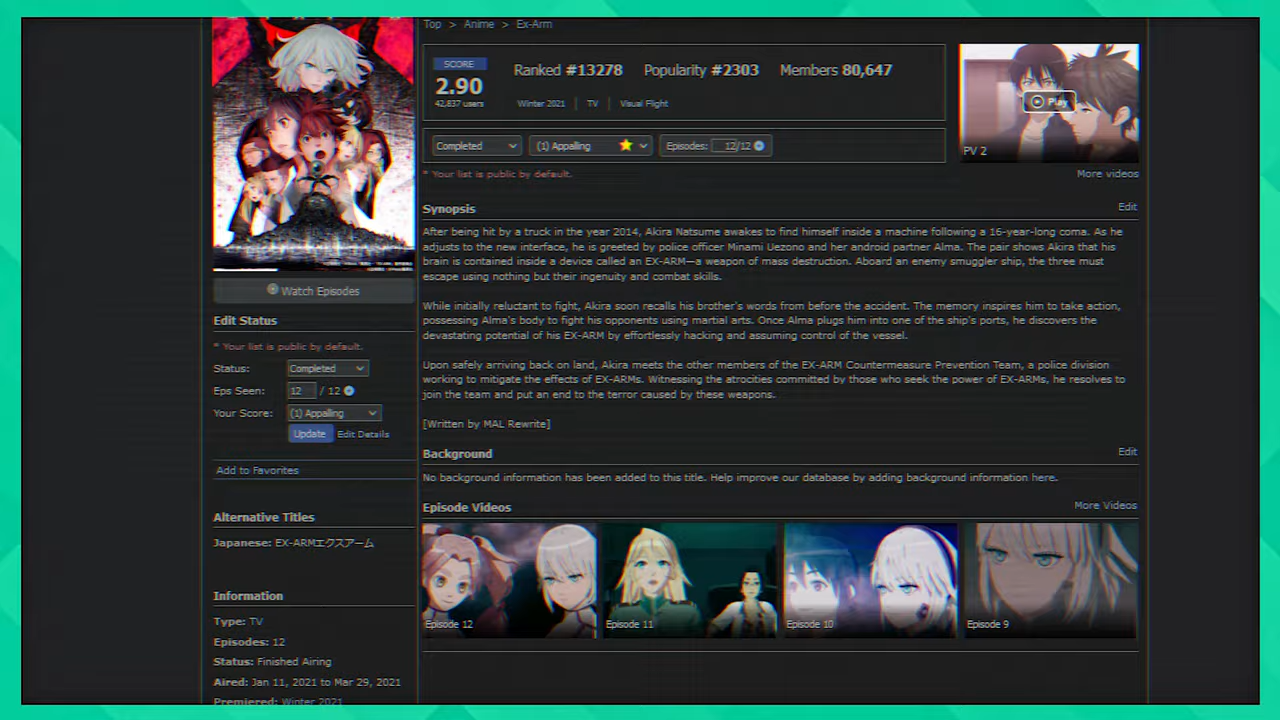 Top > Anime > Ex-Arm
SCORE
2.90
42,837 users
Ranked #13278 Popularity #2303 Members 80,647
Winter 2021 | TV | Visual Flight
Completed (1) Appalling Episodes: 12/12
* Your list is public by default.
Play
PV 2
More videos
Synopsis
Edit
After being hit by a truck in the year 2014, Akira Natsume awakes to find himself inside a machine following a 16-year-long coma. As he
adjusts to the new interface, he is greeted by police officer Minami Uezono and her android partner Alma. The pair shows Akira that his
brain is contained inside a device called an EX-ARM—a weapon of mass destruction. Aboard an enemy smuggler ship, the three must
escape using nothing but their ingenuity and combat skills.
While initially reluctant to fight, Akira soon recalls his brother's words from before the accident. The memory inspires him to take action,
possessing Alma's body to fight his opponents using martial arts. Once Alma plugs him into one of the ship's ports, he discovers the
devastating potential of his EX-ARM by effortlessly hacking and assuming control of the vessel.
Upon safely arriving back on land, Akira meets the other members of the EX-ARM Countermeasure Prevention Team, a police division
working to mitigate the effects of EX-ARMs. Witnessing the atrocities committed by those who seek the power of EX-ARMs, he resolves to
join the team and put an end to the terror caused by these weapons.
[Written by MAL Rewrite]
Background
Edit
No background information has been added to this title. Help improve our database by adding background information here.
Episode Videos
More Videos
Episode 12
Episode 11
Episode 10
Episode 9
Watch Episodes
Edit Status
* Your list is public by default.
Status: Completed
Eps Seen: 12 / 12
Your Score: (1) Appalling
Update Edit Details
Add to Favorites
Alternative Titles
Japanese: EX-ARMエクスアーム
Information
Type: TV
Episodes: 12
Status: Finished Airing
Aired: Jan 11, 2021 to Mar 29, 2021
Premiered: Winter 2021